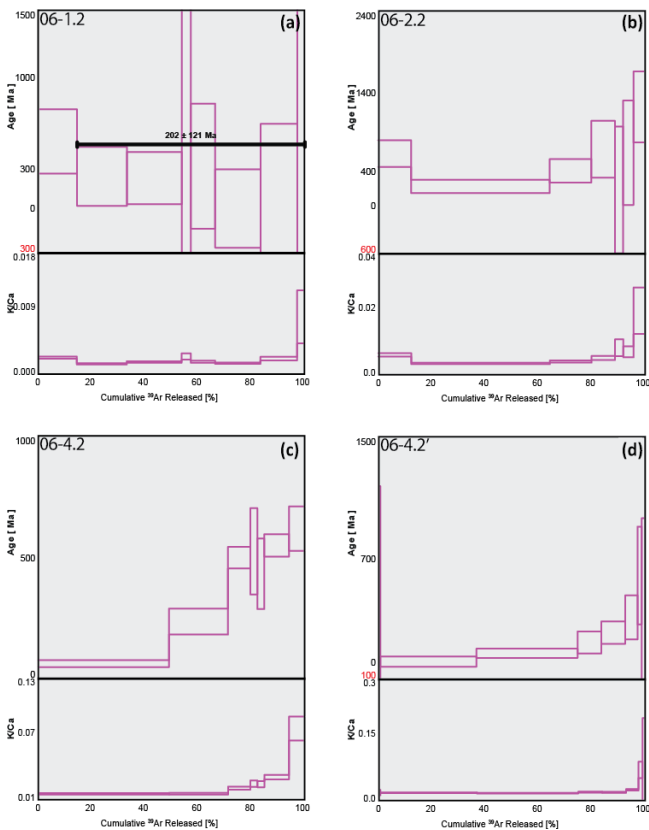 06-1.2
(a)
1500
1000
300
0
300
Age [ Ma]
202 ± 121 Ma
0.018
0.009
0.000
K/Ca
0 20 40 60 80 100
Cumulative ³⁹Ar Released [%]
06-2.2
(b)
2400
1400
400
0
600
Age [ Ma ]
0.04
0.02
0.0
K/Ca
0 20 40 60 80 100
Cumulative ³⁹Ar Released [%]
06-4.2
(c)
1000
500
0
Age [ Ma ]
0.13
0.07
0.01
K/Ca
0 20 40 60 80 100
Cumulative ³⁹Ar Released [%]
06-4.2'
(d)
1500
700
0
100
Age [ Ma ]
0.3
0.15
0.0
K/Ca
0 20 40 60 80 100
Cumulative ³⁹Ar Released [%]